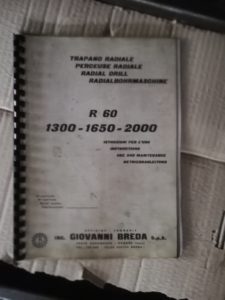 TRAPANO RADIALE
PERCEUSE RADIALE
RADIAL DRILL
RADIALBOHRMASCHINE
R 60
1300-1650-2000
ISTRUZIONI PER L'USO
INSTRUCTIONS
USE AND MAINTENANCE
BETRIEBSANLEITUNG
ING. GIOVANNI BREDA S.p.A.